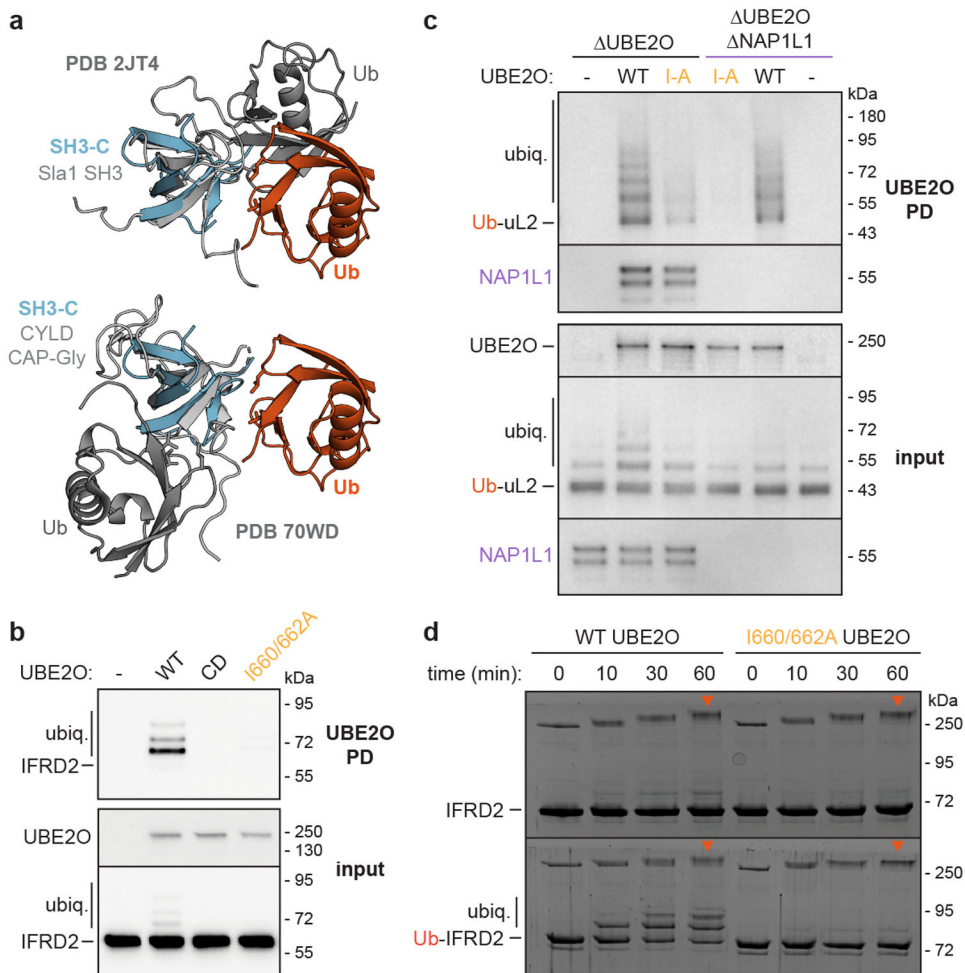 a
PDB 2JT4
Ub
SH3-C
Sla1 SH3
Ub
SH3-C
CYLD
CAP-Gly
Ub
Ub
PDB 70WD
b
UBE2O: - WT CD I660/662A
kDa
- 95
ubiq.
- 72
IFRD2
- 55
UBE2O
PD
UBE2O
- 250
- 130
input
- 95
ubiq.
- 72
IFRD2
- 55
c
ΔUBE2O
ΔUBE2O
ΔNAP1L1
UBE2O: - WT I-A I-A WT -
kDa
- 180
- 95
ubiq.
- 72
- 55
Ub-uL2
- 43
UBE2O
PD
NAP1L1
- 55
UBE2O
- 250
- 95
ubiq.
- 72
- 55
Ub-uL2
- 43
input
NAP1L1
- 55
d
WT UBE2O I660/662A UBE2O
time (min): 0 10 30 60 0 10 30 60
kDa
- 250
- 95
IFRD2
- 72
- 250
ubiq.
- 95
Ub-IFRD2
- 72